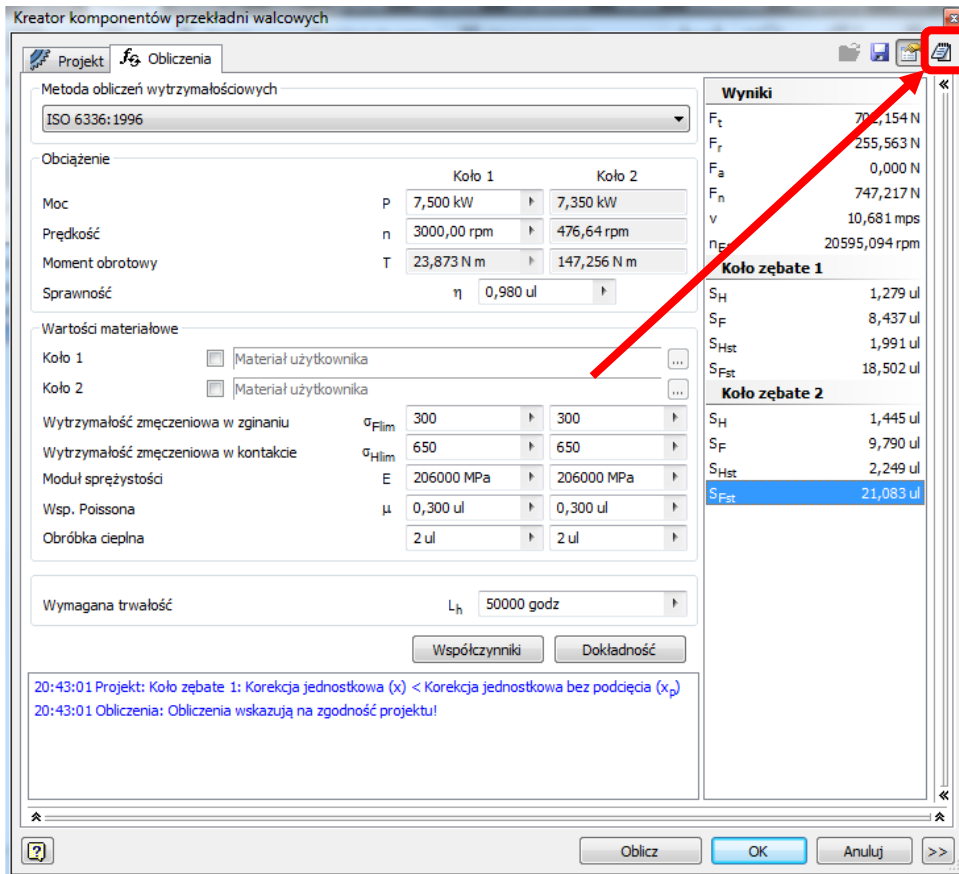 Kreator komponentów przekładni walcowych
Projekt
Obliczenia
Metoda obliczeń wytrzymałościowych
ISO 6336:1996
Obciążenie
Koło 1 Koło 2
Moc P 7,500 kW 7,350 kW
Prędkość n 3000,00 rpm 476,64 rpm
Moment obrotowy T 23,873 N m 147,256 N m
Sprawność η 0,980 ul
Wartości materiałowe
Koło 1 Materiał użytkownika ...
Koło 2 Materiał użytkownika ...
Wytrzymałość zmęczeniowa w zginaniu σFlim 300 300
Wytrzymałość zmęczeniowa w kontakcie σHlim 650 650
Moduł sprężystości E 206000 MPa 206000 MPa
Wsp. Poissona μ 0,300 ul 0,300 ul
Obróbka cieplna 2 ul 2 ul
Wymagana trwałość Lh 50000 godz
Współczynniki Dokładność
20:43:01 Projekt: Koło zębate 1: Korekcja jednostkowa (x) < Korekcja jednostkowa bez podcięcia (xp)
20:43:01 Obliczenia: Obliczenia wskazują na zgodność projektu!
Wyniki
Ft N
Fr 255,563 N
Fa 0,000 N
Fn 747,217 N
v 10,681 mps
20595,094 rpm
Koło zębate 1
SH 1,279 ul
SF 8,437 ul
SHst 1,991 ul
SFst 18,502 ul
Koło zębate 2
SH 1,445 ul
SF 9,790 ul
SHst 2,249 ul
SFst 21,083 ul
Oblicz OK Anuluj >>